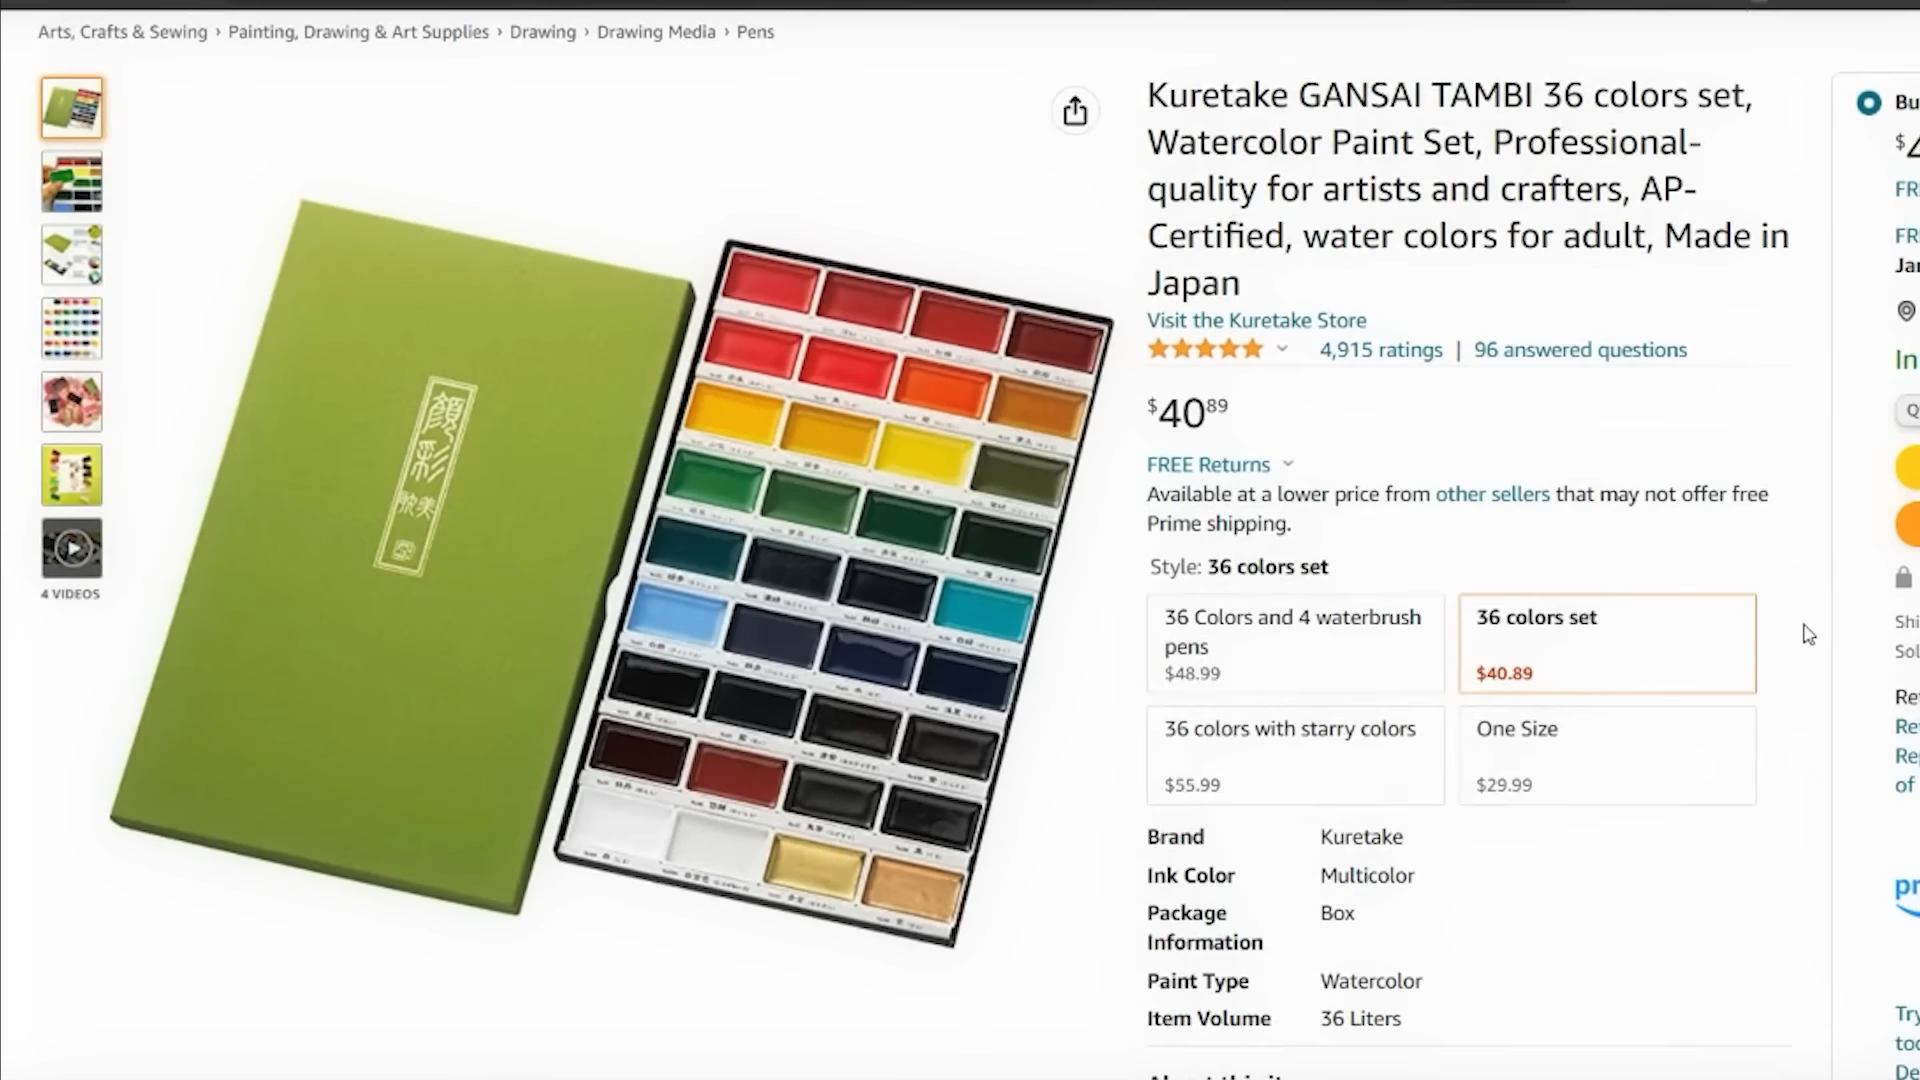 Arts, Crafts & Sewing › Painting, Drawing & Art Supplies › Drawing › Drawing Media › Pens
4 VIDEOS
顔彩
耽美
Kuretake GANSAI TAMBI 36 colors set,
Watercolor Paint Set, Professional-
quality for artists and crafters, AP-
Certified, water colors for adult, Made in
Japan
Visit the Kuretake Store
4,915 ratings | 96 answered questions
$40.89
FREE Returns
Available at a lower price from other sellers that may not offer free
Prime shipping.
Style: 36 colors set
36 Colors and 4 waterbrush
pens
$48.99
36 colors set
$40.89
36 colors with starry colors
$55.99
One Size
$29.99
Brand Kuretake
Ink Color Multicolor
Package Box
Information
Paint Type Watercolor
Item Volume 36 Liters